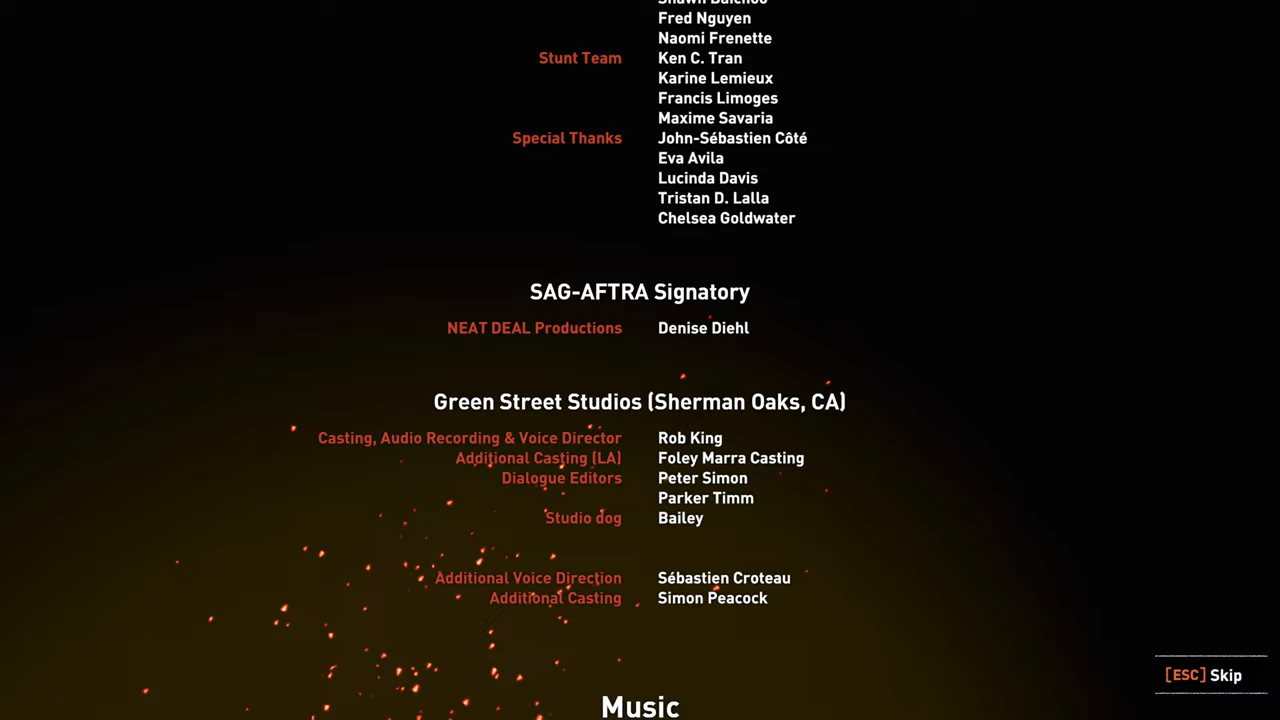 Fred Nguyen
Naomi Frenette
Stunt Team Ken C. Tran
Karine Lemieux
Francis Limoges
Maxime Savaria
Special Thanks John-Sébastien Côté
Eva Avila
Lucinda Davis
Tristan D. Lalla
Chelsea Goldwater
SAG-AFTRA Signatory
NEAT DEAL Productions Denise Diehl
Green Street Studios (Sherman Oaks, CA)
Casting, Audio Recording & Voice Director Rob King
Additional Casting (LA) Foley Marra Casting
Dialogue Editors Peter Simon
Parker Timm
Studio dog Bailey
Additional Voice Direction Sébastien Croteau
Additional Casting Simon Peacock
[ESC] Skip
Music